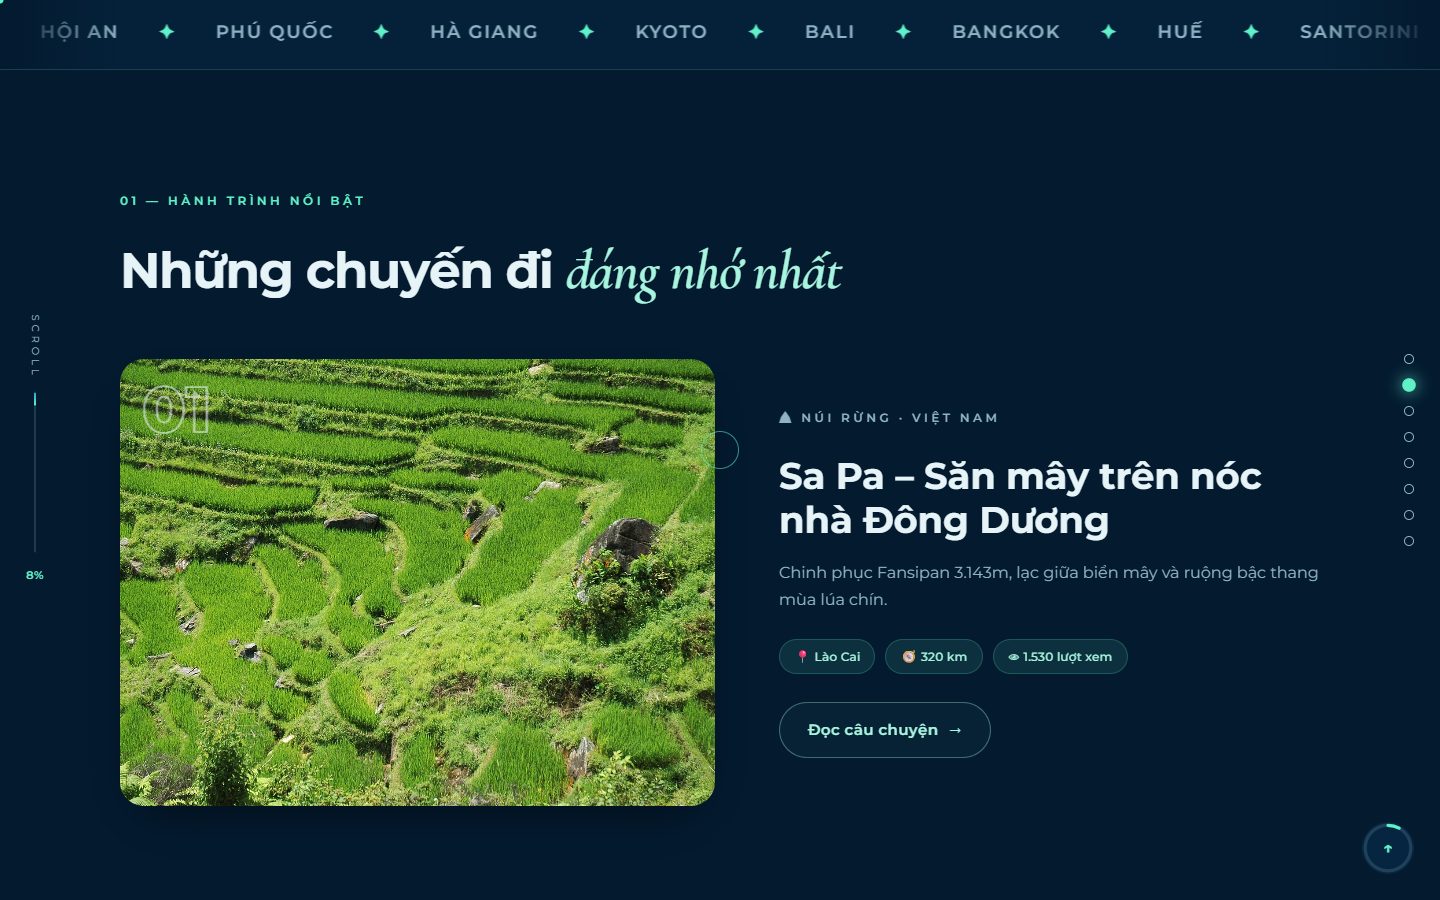 HỘI AN ✦ PHÚ QUỐC ✦ HÀ GIANG ✦ KYOTO ✦ BALI ✦ BANGKOK ✦ HUẾ ✦ SANTORINI
01 — HÀNH TRÌNH NỔI BẬT
Những chuyến đi đáng nhớ nhất
SCROLL
8%
01
NÚI RỪNG · VIỆT NAM
Sa Pa – Săn mây trên nóc
nhà Đông Dương
Chinh phục Fansipan 3.143m, lạc giữa biển mây và ruộng bậc thang
mùa lúa chín.
📍 Lào Cai 🧭 320 km 👁 1.530 lượt xem
Đọc câu chuyện →
↑